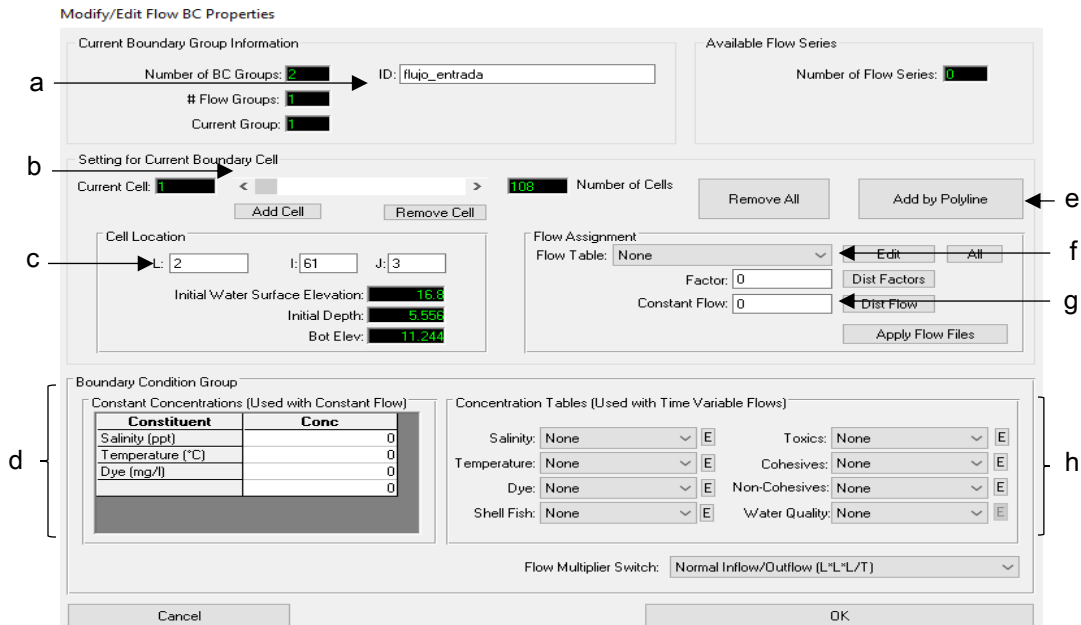 Modify/Edit Flow BC Properties
Current Boundary Group Information
Number of BC Groups: 2
ID: flujo_entrada
# Flow Groups: 1
Current Group: 1
Available Flow Series
Number of Flow Series: 0
a
b
Setting for Current Boundary Cell
Current Cell: 1
< >
108 Number of Cells
Add Cell
Remove Cell
Remove All
Add by Polyline
e
c
Cell Location
L: 2 I: 61 J: 3
Initial Water Surface Elevation: 16.8
Initial Depth: 5.556
Bot Elev: 11.244
Flow Assignment
Flow Table: None Edit All
f
Factor: 0 Dist Factors
Constant Flow: 0 Dist Flow
g
Apply Flow Files
d
Boundary Condition Group
Constant Concentrations (Used with Constant Flow)
Constituent Conc
Salinity (ppt) 0
Temperature (°C) 0
Dye (mg/l) 0
0
Concentration Tables (Used with Time Variable Flows)
Salinity: None E Toxics: None E
Temperature: None E Cohesives: None E
Dye: None E Non-Cohesives: None E
Shell Fish: None E Water Quality: None E
h
Flow Multiplier Switch: Normal Inflow/Outflow (L*L*L/T)
Cancel
OK